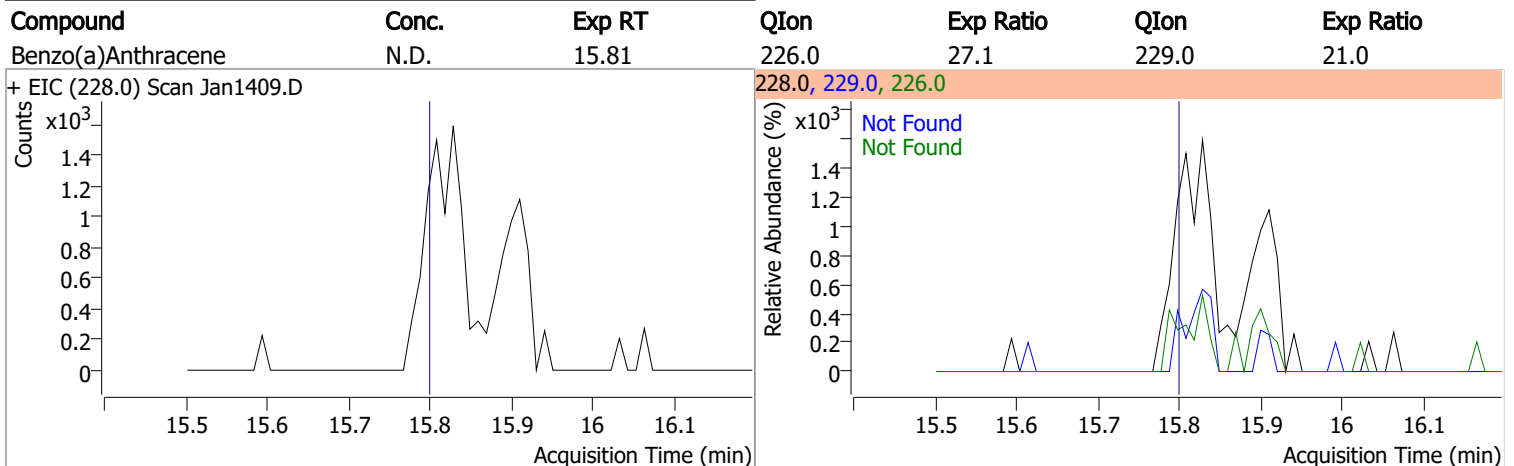 Compound Conc. Exp RT QIon Exp Ratio QIon Exp Ratio
Benzo(a)Anthracene N.D. 15.81 226.0 27.1 229.0 21.0
+ EIC (228.0) Scan Jan1409.D
Counts
x10³
1.4
1.2
1
0.8
0.6
0.4
0.2
0
15.5 15.6 15.7 15.8 15.9 16 16.1
Acquisition Time (min)
228.0, 229.0, 226.0
Relative Abundance (%)
x10³
Not Found
Not Found
1.4
1.2
1
0.8
0.6
0.4
0.2
0
15.5 15.6 15.7 15.8 15.9 16 16.1
Acquisition Time (min)